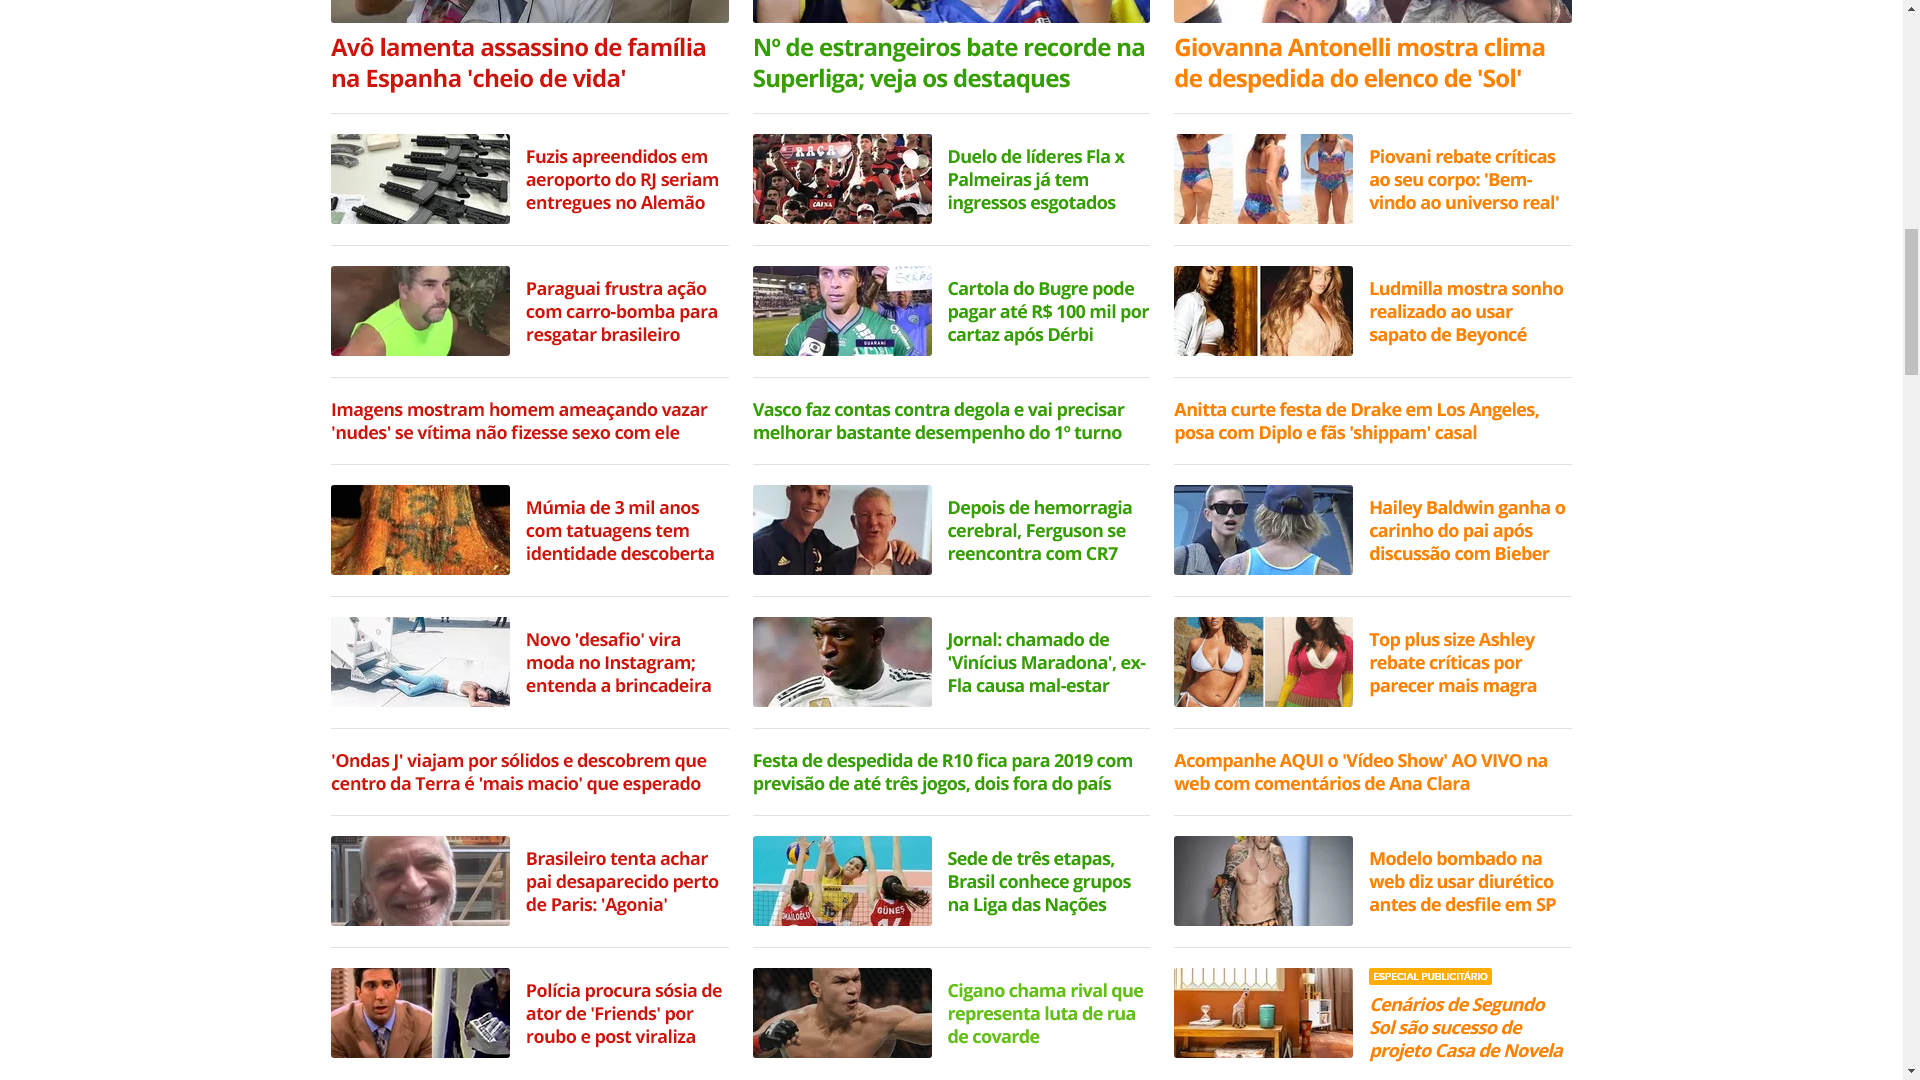 Avô lamenta assassino de família
na Espanha 'cheio de vida'
Fuzis apreendidos em
aeroporto do RJ seriam
entregues no Alemão
Paraguai frustra ação
com carro-bomba para
resgatar brasileiro
Imagens mostram homem ameaçando vazar
'nudes' se vítima não fizesse sexo com ele
Múmia de 3 mil anos
com tatuagens tem
identidade descoberta
Novo 'desafio' vira
moda no Instagram;
entenda a brincadeira
'Ondas J' viajam por sólidos e descobrem que
centro da Terra é 'mais macio' que esperado
Brasileiro tenta achar
pai desaparecido perto
de Paris: 'Agonia'
Polícia procura sósia de
ator de 'Friends' por
roubo e post viraliza
Nº de estrangeiros bate recorde na
Superliga; veja os destaques
RAÇA
CAIXA
Duelo de líderes Fla x
Palmeiras já tem
ingressos esgotados
GUARANI
Cartola do Bugre pode
pagar até R$ 100 mil por
cartaz após Dérbi
Vasco faz contas contra degola e vai precisar
melhorar bastante desempenho do 1º turno
Depois de hemorragia
cerebral, Ferguson se
reencontra com CR7
Jornal: chamado de
'Vinícius Maradona', ex-
Fla causa mal-estar
Festa de despedida de R10 fica para 2019 com
previsão de até três jogos, dois fora do país
GÜNEŞ
14
Sede de três etapas,
Brasil conhece grupos
na Liga das Nações
Cigano chama rival que
representa luta de rua
de covarde
Giovanna Antonelli mostra clima
de despedida do elenco de 'Sol'
Piovani rebate críticas
ao seu corpo: 'Bem-
vindo ao universo real'
Ludmilla mostra sonho
realizado ao usar
sapato de Beyoncé
Anitta curte festa de Drake em Los Angeles,
posa com Diplo e fãs 'shippam' casal
Hailey Baldwin ganha o
carinho do pai após
discussão com Bieber
Top plus size Ashley
rebate críticas por
parecer mais magra
Acompanhe AQUI o 'Vídeo Show' AO VIVO na
web com comentários de Ana Clara
Modelo bombado na
web diz usar diurético
antes de desfile em SP
ESPECIAL PUBLICITÁRIO
Cenários de Segundo
Sol são sucesso de
projeto Casa de Novela